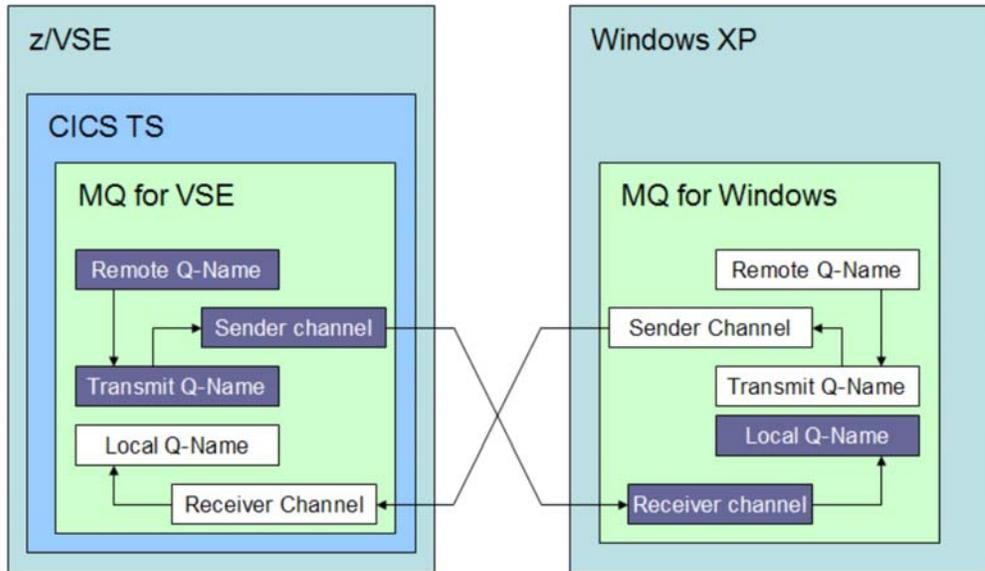 z/VSE
CICS TS
MQ for VSE
Remote Q-Name
Sender channel
Transmit Q-Name
Local Q-Name
Receiver Channel
Windows XP
MQ for Windows
Remote Q-Name
Sender Channel
Transmit Q-Name
Local Q-Name
Receiver channel